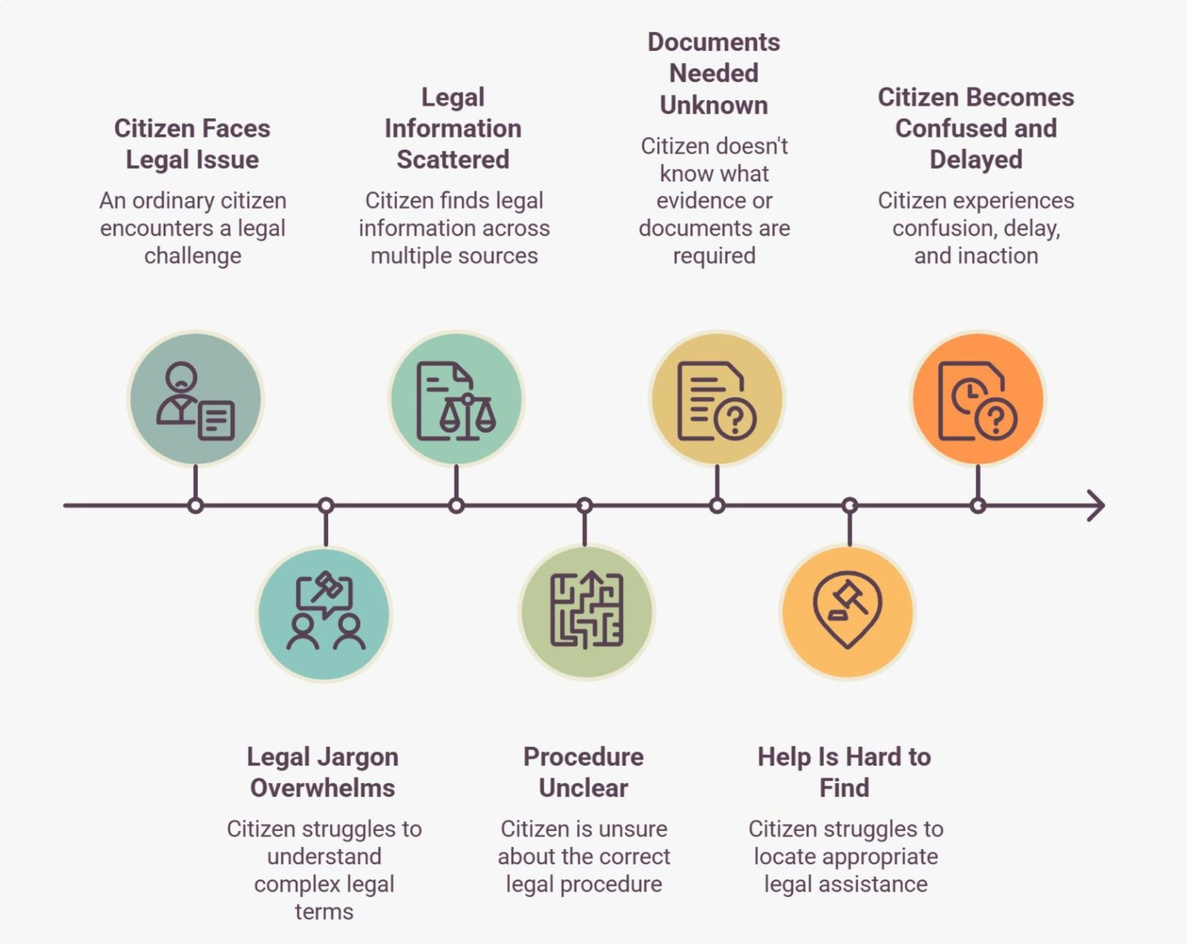 Citizen Faces
Legal Issue
An ordinary citizen
encounters a legal
challenge
Legal Jargon
Overwhelms
Citizen struggles to
understand
complex legal
terms
Legal
Information
Scattered
Citizen finds legal
information across
multiple sources
Procedure
Unclear
Citizen is unsure
about the correct
legal procedure
Documents
Needed
Unknown
Citizen doesn't
know what
evidence or
documents are
required
Help Is Hard to
Find
Citizen struggles to
locate appropriate
legal assistance
Citizen Becomes
Confused and
Delayed
Citizen experiences
confusion, delay,
and inaction